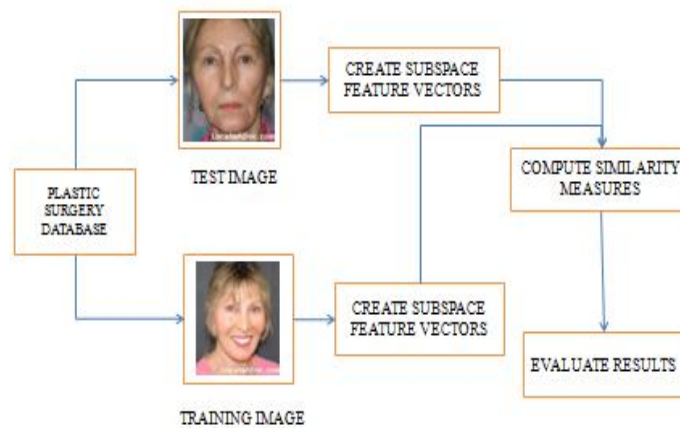 CREATE SUBSPACE
FEATURE VECTORS
TEST IMAGE
PLASTIC
SURGERY
DATABASE
COMPUTE SIMILARITY
MEASURES
CREATE SUBSPACE
FEATURE VECTORS
EVALUATE RESULTS
TRAINING IMAGE